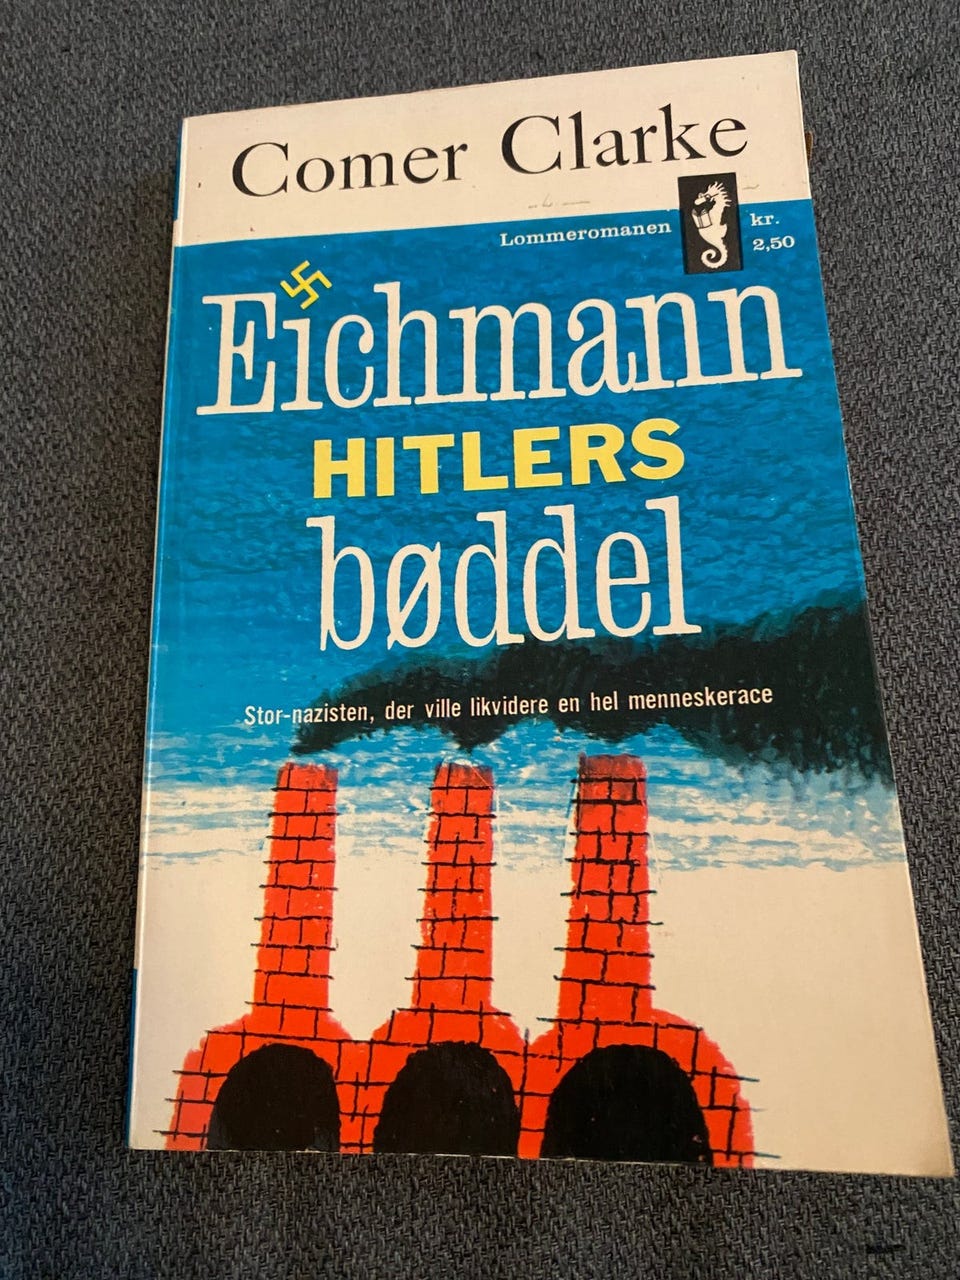 Comer Clarke
Lommeromanen
kr.
2,50
Eichmann
HITLERS
bøddel
Stor-nazisten, der ville likvidere en hel menneskerace